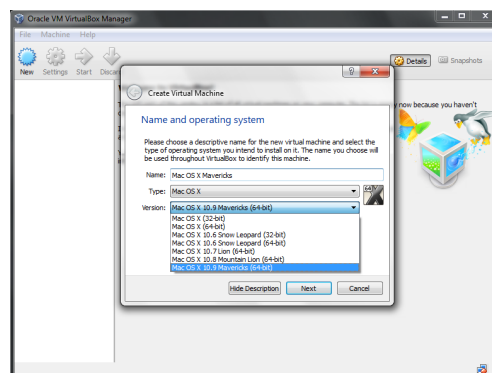 Oracle VM VirtualBox Manager
File Machine Help
New Settings Start Discar
Details Snapshots
Create Virtual Machine
y now because you haven't
Name and operating system
Please choose a descriptive name for the new virtual machine and select the
type of operating system you intend to install on it. The name you choose will
be used throughout VirtualBox to identify this machine.
Name: Mac OS X Mavericks
Type: Mac OS X
64
Version: Mac OS X 10.9 Mavericks (64-bit)
Mac OS X (32-bit)
Mac OS X (64-bit)
Mac OS X 10.6 Snow Leopard (32-bit)
Mac OS X 10.6 Snow Leopard (64-bit)
Mac OS X 10.7 Lion (64-bit)
Mac OS X 10.8 Mountain Lion (64-bit)
Mac OS X 10.9 Mavericks (64-bit)
Hide Description Next Cancel